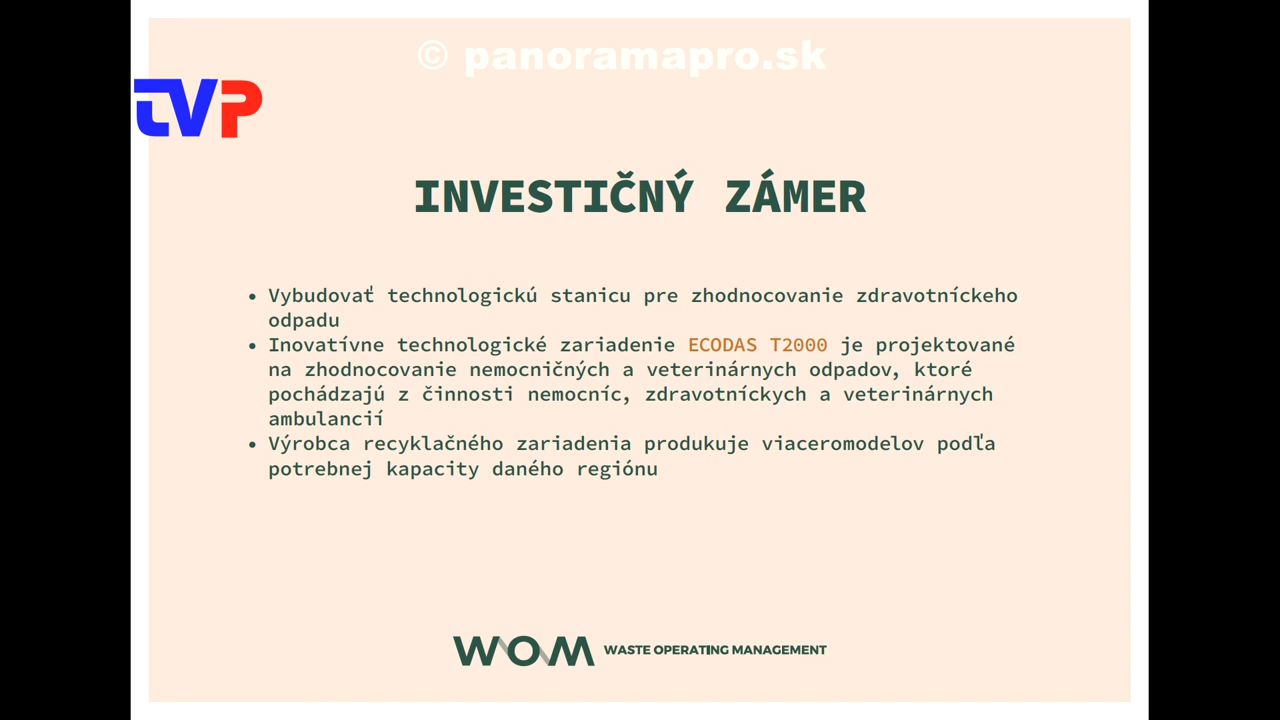 © panoramapro.sk
tVP
INVESTIČNÝ ZÁMER
• Vybudovať technologickú stanicu pre zhodnocovanie zdravotníckeho
odpadu
• Inovatívne technologické zariadenie ECODAS T2000 je projektované
na zhodnocovanie nemocničných a veterinárnych odpadov, ktoré
pochádzajú z činnosti nemocníc, zdravotníckych a veterinárnych
ambulancií
• Výrobca recyklačného zariadenia produkuje viaceromodelov podľa
potrebnej kapacity daného regiónu
WOM WASTE OPERATING MANAGEMENT